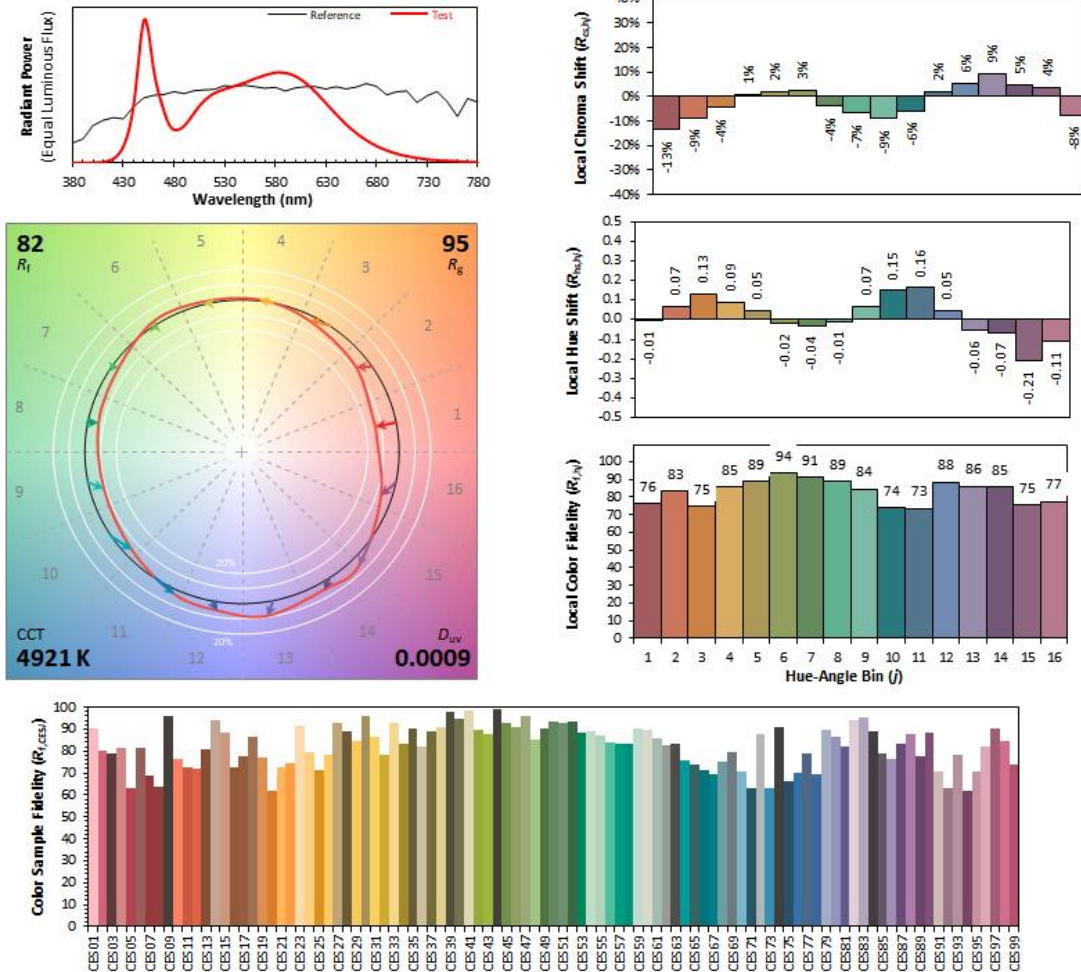 Radiant Power
(Equal Luminous Flux)
Reference
Test
380 430 480 530 580 630 680 730 780
Wavelength (nm)
Local Chroma Shift (Rcs,hj)
40%
30%
20%
10%
0%
-10%
-20%
-30%
-40%
-13% -9% -4% 1% 2% 3% -4% -7% -9% -6% 2% 6% 9% 5% 4% -8%
82
Rf
95
Rg
5 4
6 3
7 2
8 1
9 16
10 15
11 14
12 13
20%
20%
CCT
4921 K
Duv
0.0009
Local Hue Shift (Rhs,hj)
0.5
0.4
0.3
0.2
0.1
0.0
-0.1
-0.2
-0.3
-0.4
-0.5
-0.01 0.07 0.13 0.09 0.05 -0.02 -0.04 -0.01 0.07 0.15 0.16 0.05 -0.06 -0.07 -0.21 -0.11
Local Color Fidelity (Rf,hj)
100
90
80
70
60
50
40
30
20
10
0
76 83 75 85 89 94 91 89 84 74 73 88 86 85 75 77
1 2 3 4 5 6 7 8 9 10 11 12 13 14 15 16
Hue-Angle Bin (j)
Color Sample Fidelity (Rf,CESi)
100
90
80
70
60
50
40
30
20
10
0
CES01 CES03 CES05 CES07 CES09 CES11 CES13 CES15 CES17 CES19 CES21 CES23 CES25 CES27 CES29 CES31 CES33 CES35 CES37 CES39 CES41 CES43 CES45 CES47 CES49 CES51 CES53 CES55 CES57 CES59 CES61 CES63 CES65 CES67 CES69 CES71 CES73 CES75 CES77 CES79 CES81 CES83 CES85 CES87 CES89 CES91 CES93 CES95 CES97 CES99